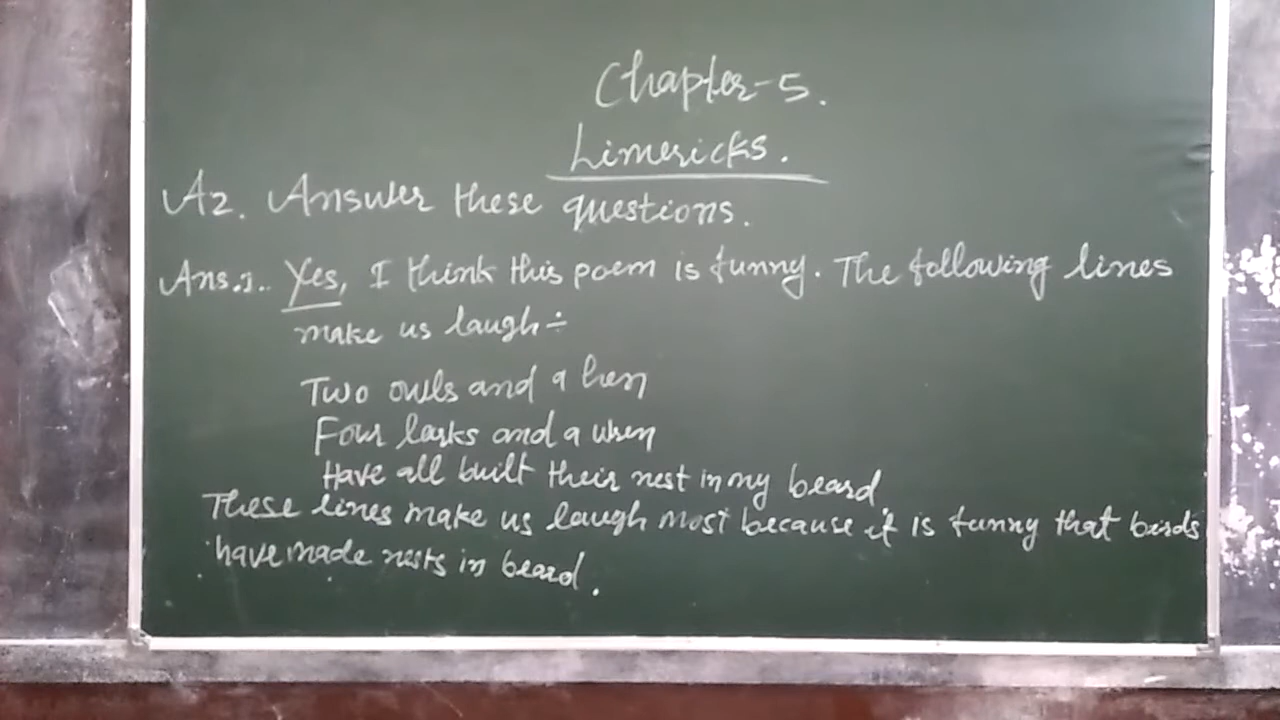 Chapter-5.
Limericks.
A2. Answer these questions.
Ans.1. Yes, I think this poem is funny. The following lines
make us laugh÷
Two owls and a hen
Four larks and a wren
Have all built their nest in my beard.
These lines make us laugh most because it is funny that birds
have made nests in beard.